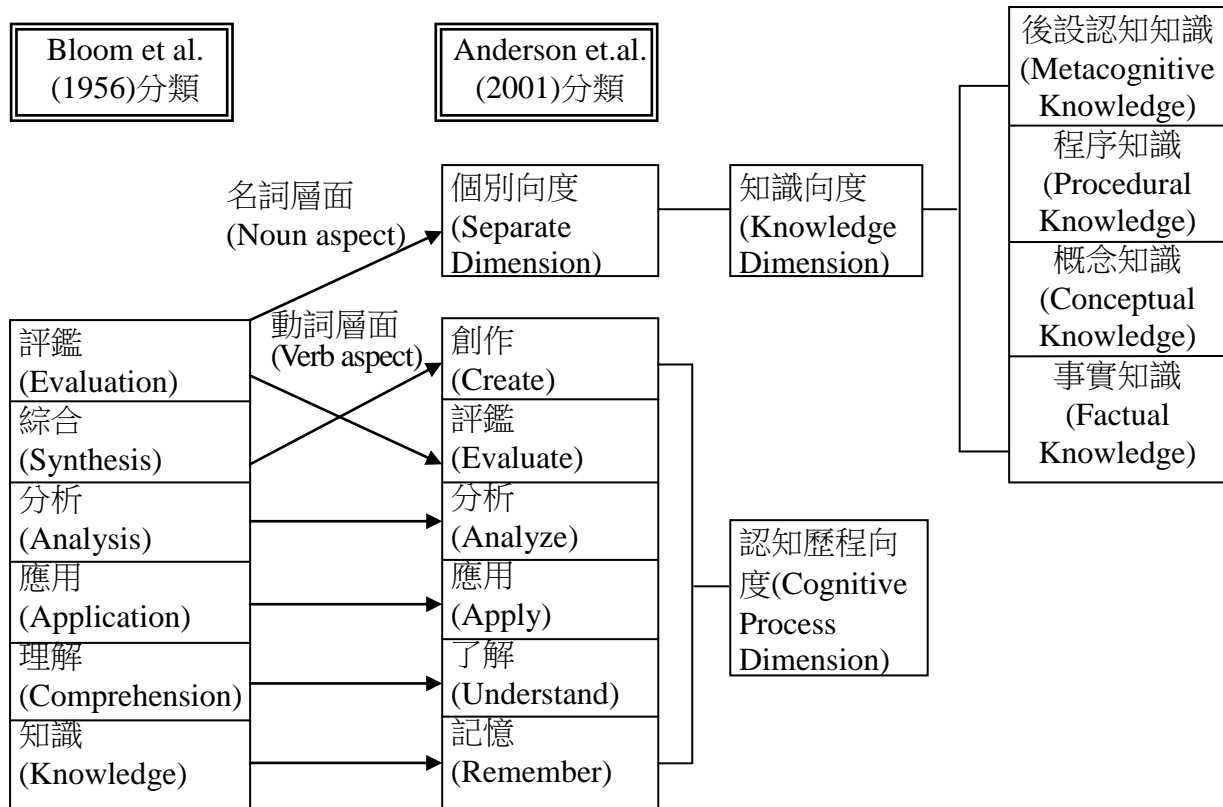 Bloom et al.
(1956)分類
Anderson et.al.
(2001)分類
後設認知知識
(Metacognitive
Knowledge)
程序知識
(Procedural
Knowledge)
概念知識
(Conceptual
Knowledge)
事實知識
(Factual
Knowledge)
名詞層面
(Noun aspect)
個別向度
(Separate
Dimension)
知識向度
(Knowledge
Dimension)
動詞層面
(Verb aspect)
評鑑
(Evaluation)
綜合
(Synthesis)
分析
(Analysis)
應用
(Application)
理解
(Comprehension)
知識
(Knowledge)
創作
(Create)
評鑑
(Evaluate)
分析
(Analyze)
應用
(Apply)
了解
(Understand)
記憶
(Remember)
認知歷程向
度(Cognitive
Process
Dimension)